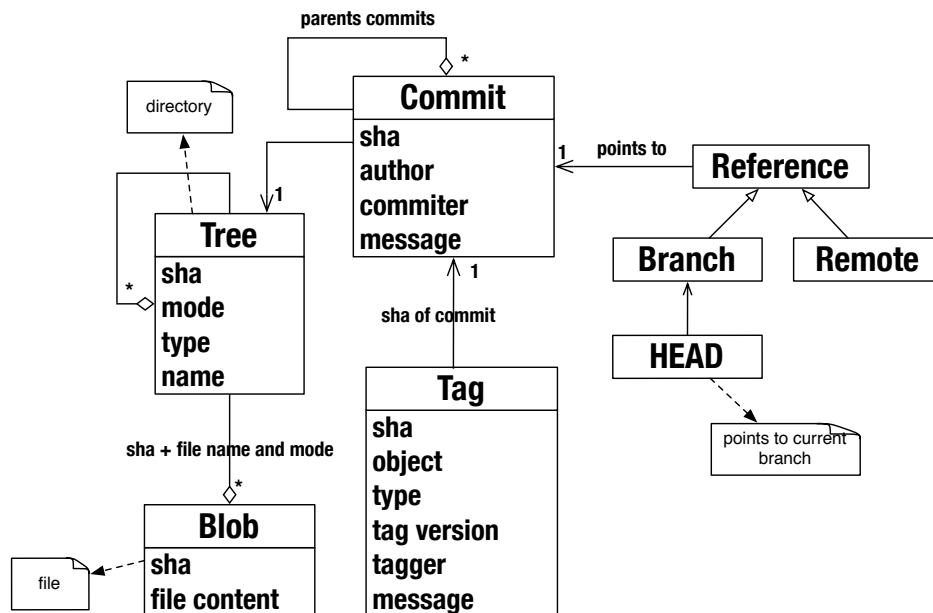 parents commits
*
Commit
sha
author
commiter
message
directory
1
points to
1
Reference
Tree
sha
mode
type
name
*
Branch
Remote
1
sha of commit
HEAD
points to current
branch
Tag
sha
object
type
tag version
tagger
message
sha + file name and mode
*
Blob
sha
file content
file